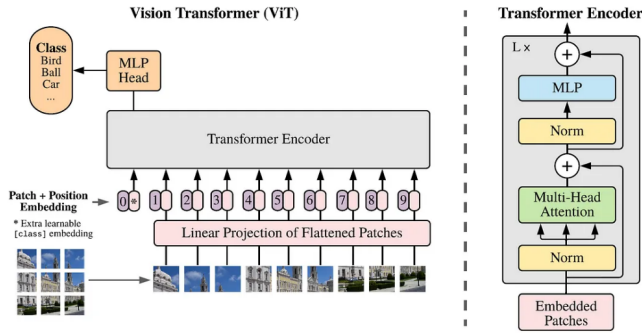 Vision Transformer (ViT)
Class
Bird
Ball
Car
...
MLP
Head
Transformer Encoder
Patch + Position
Embedding
0 * 1 2 3 4 5 6 7 8 9
* Extra learnable
[class] embedding
Linear Projection of Flattened Patches
Transformer Encoder
L ×
+
MLP
Norm
+
Multi-Head
Attention
Norm
Embedded
Patches